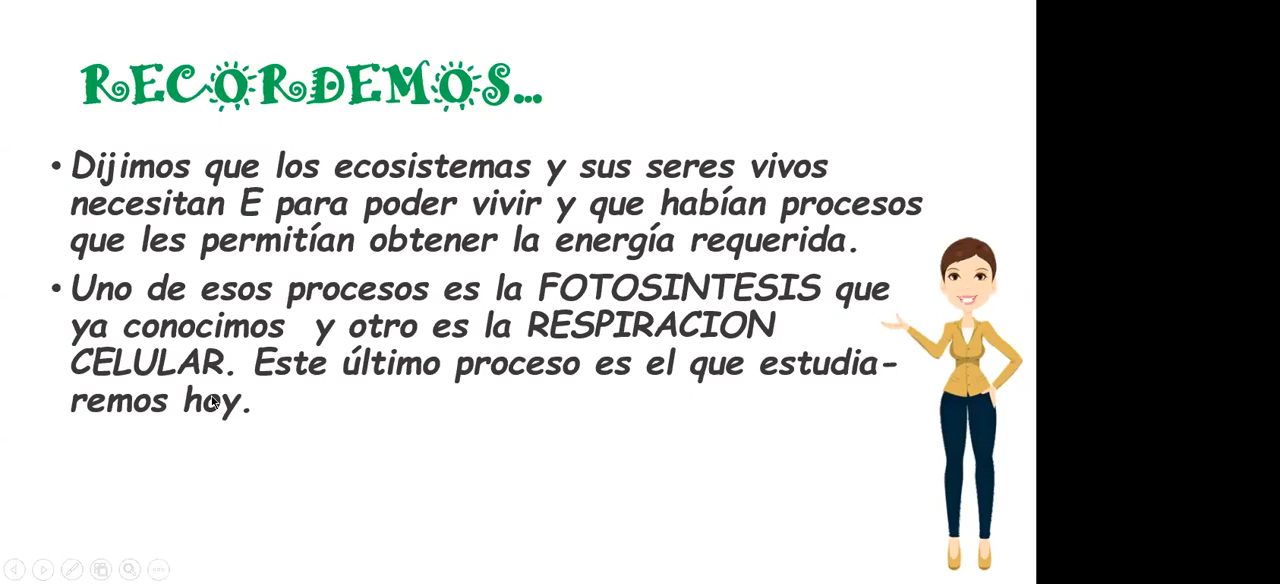 RECORDEMOS...
• Dijimos que los ecosistemas y sus seres vivos
necesitan E para poder vivir y que habían procesos
que les permitían obtener la energía requerida.
• Uno de esos procesos es la FOTOSINTESIS que
ya conocimos y otro es la RESPIRACION
CELULAR. Este último proceso es el que estudia-
remos hoy.